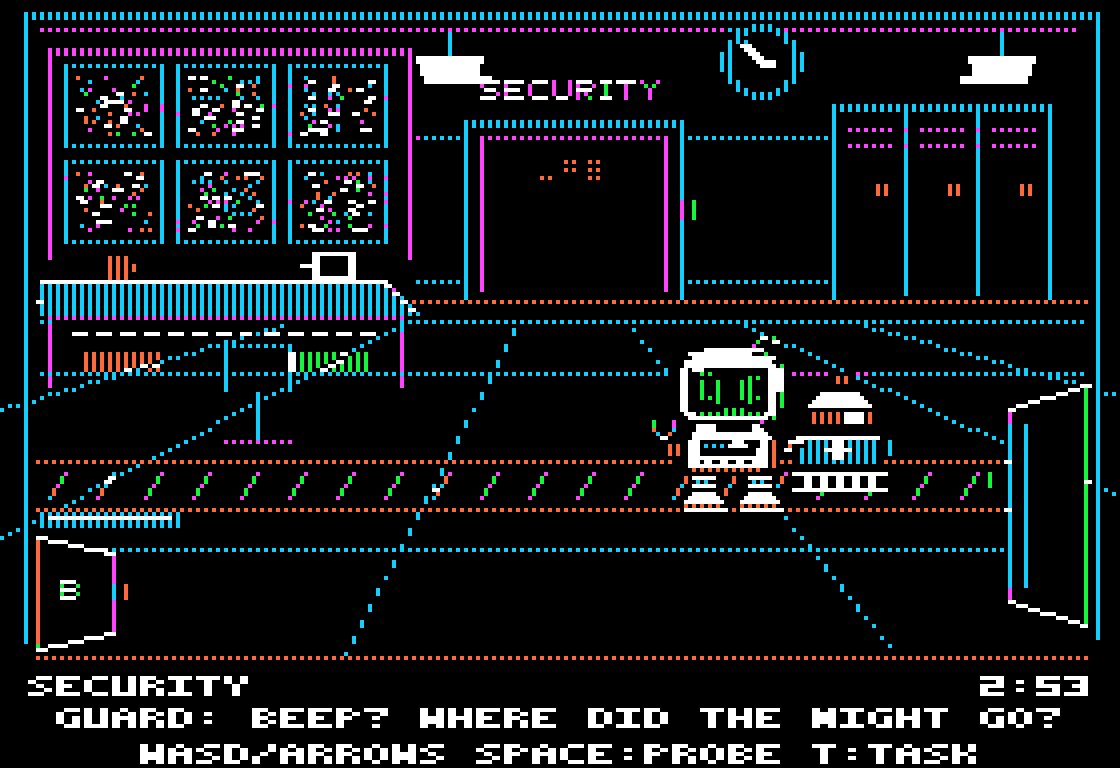 SECURITY
B
SECURITY 2:53
GUARD: BEEP? WHERE DID THE NIGHT GO?
WASD/ARROWS SPACE:PROBE T:TASK